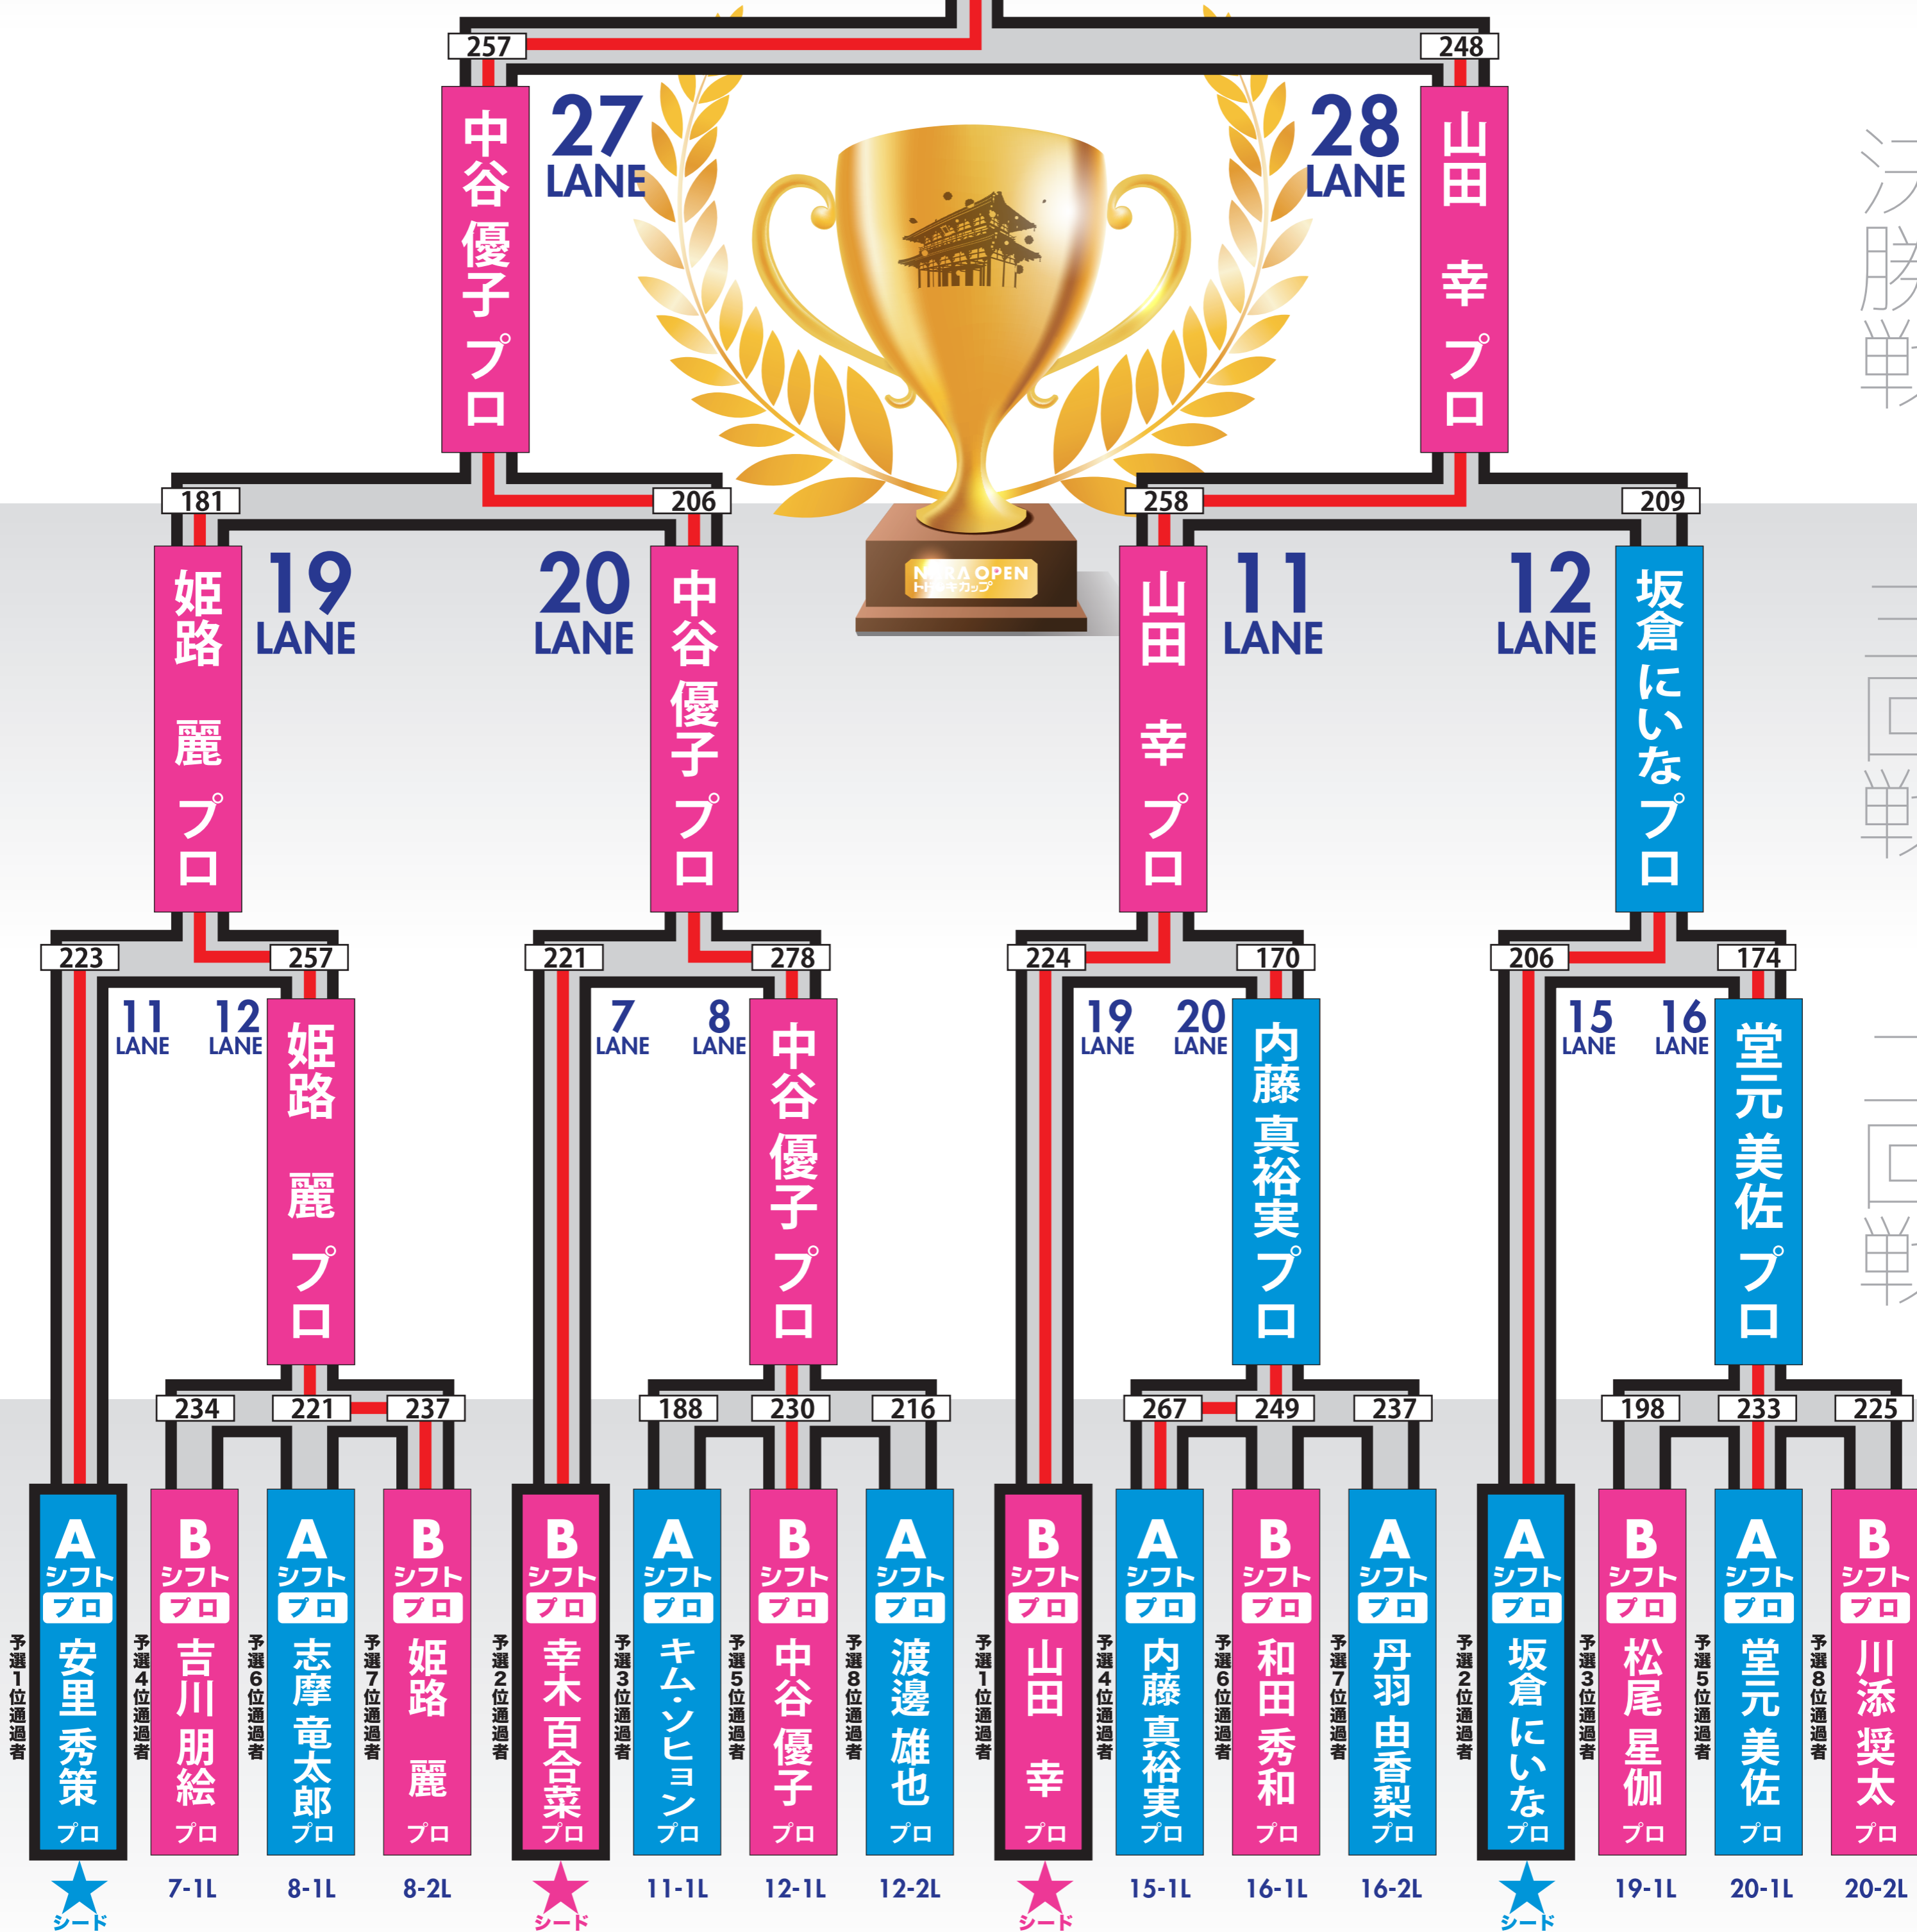 257
248
中谷 優子 プロ
27
LANE
28
LANE
山田 幸 プロ
決勝戦
181
206
258
209
姫路 麗 プロ
19
LANE
20
LANE
中谷 優子 プロ
NARA OPEN
山田 幸 プロ
11
LANE
12
LANE
坂倉 にいな プロ
三回戦
223
257
221
278
224
170
206
174
11
LANE
12
LANE
姫路 麗 プロ
7
LANE
8
LANE
中谷 優子 プロ
19
LANE
20
LANE
内藤 真裕実 プロ
15
LANE
16
LANE
堂元 美佐 プロ
二回戦
234
221
237
188
230
216
267
249
237
198
233
225
予選1位通過者
A
シフト
プロ
安里 秀策
プロ
シード
予選4位通過者
B
シフト
プロ
吉川 朋絵
プロ
7-1L
予選6位通過者
A
シフト
プロ
志摩 竜太郎
プロ
8-1L
予選7位通過者
B
シフト
プロ
姫路 麗
プロ
8-2L
予選2位通過者
B
シフト
プロ
幸木 百合菜
プロ
シード
予選3位通過者
A
シフト
プロ
キム・ソヒョン
プロ
11-1L
予選5位通過者
B
シフト
プロ
中谷 優子
プロ
12-1L
予選8位通過者
A
シフト
プロ
渡邊 雄也
プロ
12-2L
予選1位通過者
B
シフト
プロ
山田 幸
プロ
シード
予選4位通過者
A
シフト
プロ
内藤 真裕実
プロ
15-1L
予選6位通過者
B
シフト
プロ
和田 秀和
プロ
16-1L
予選7位通過者
A
シフト
プロ
丹羽 由香梨
プロ
16-2L
予選2位通過者
A
シフト
プロ
坂倉 にいな
プロ
シード
予選3位通過者
B
シフト
プロ
松尾 星伽
プロ
19-1L
予選5位通過者
A
シフト
プロ
堂元 美佐
プロ
20-1L
予選8位通過者
B
シフト
プロ
川添 奨太
プロ
20-2L